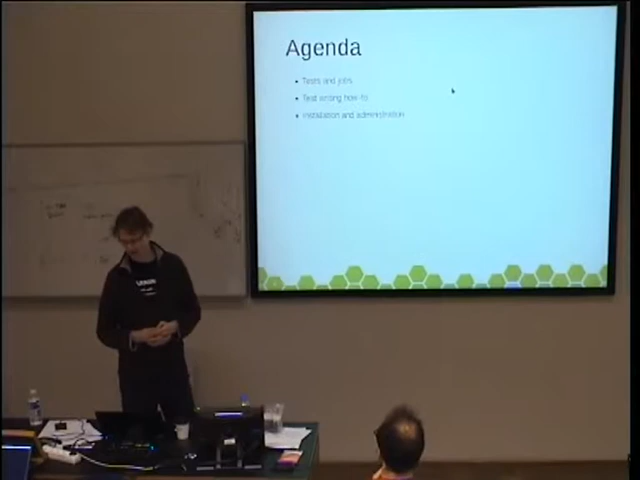 Agenda
• Tests and jobs
• Test writing how-to
• Installation and administration